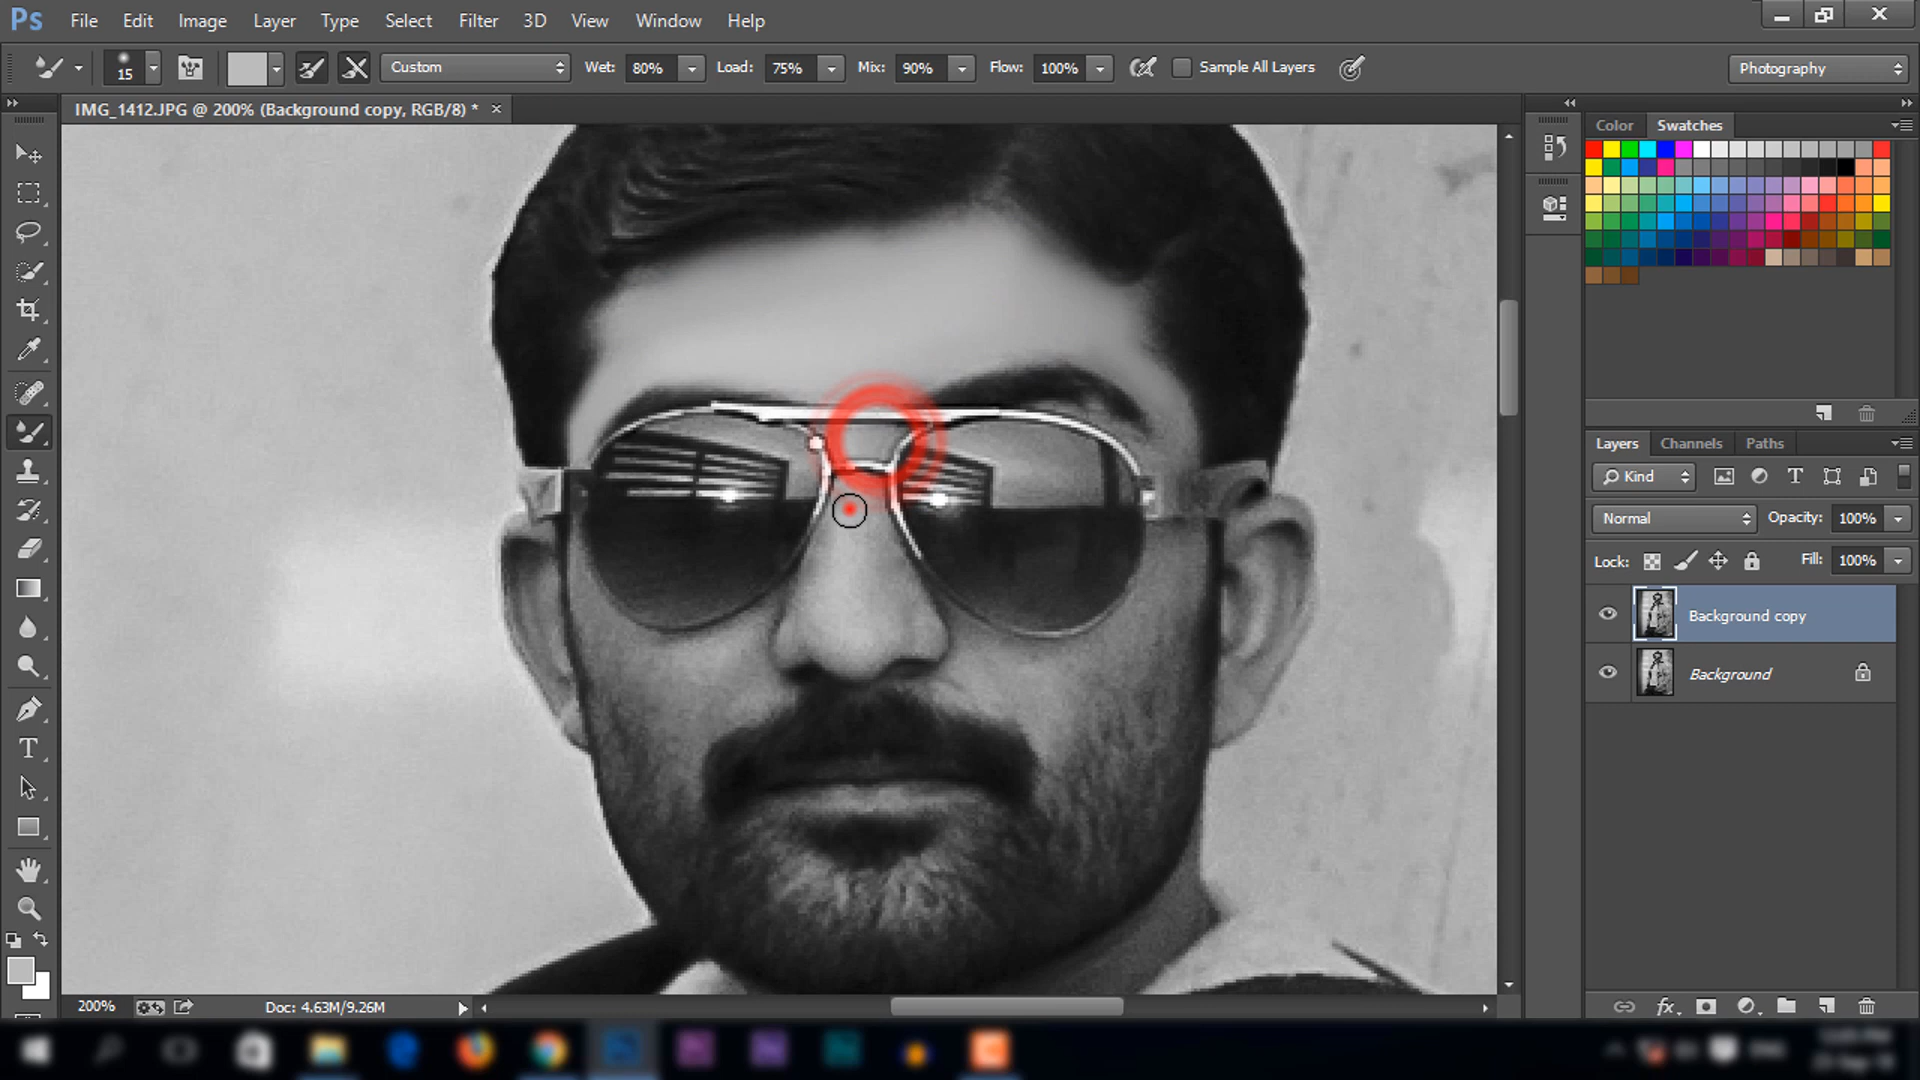 Ps File Edit Image Layer Type Select Filter 3D View Window Help
15 Custom Wet: 80% Load: 75% Mix: 90% Flow: 100% Sample All Layers Photography
IMG_1412.JPG @ 200% (Background copy, RGB/8) *
Color Swatches
Layers Channels Paths
Kind
Normal Opacity: 100%
Lock: Fill: 100%
Background copy
Background
200% Doc: 4.63M/9.26M